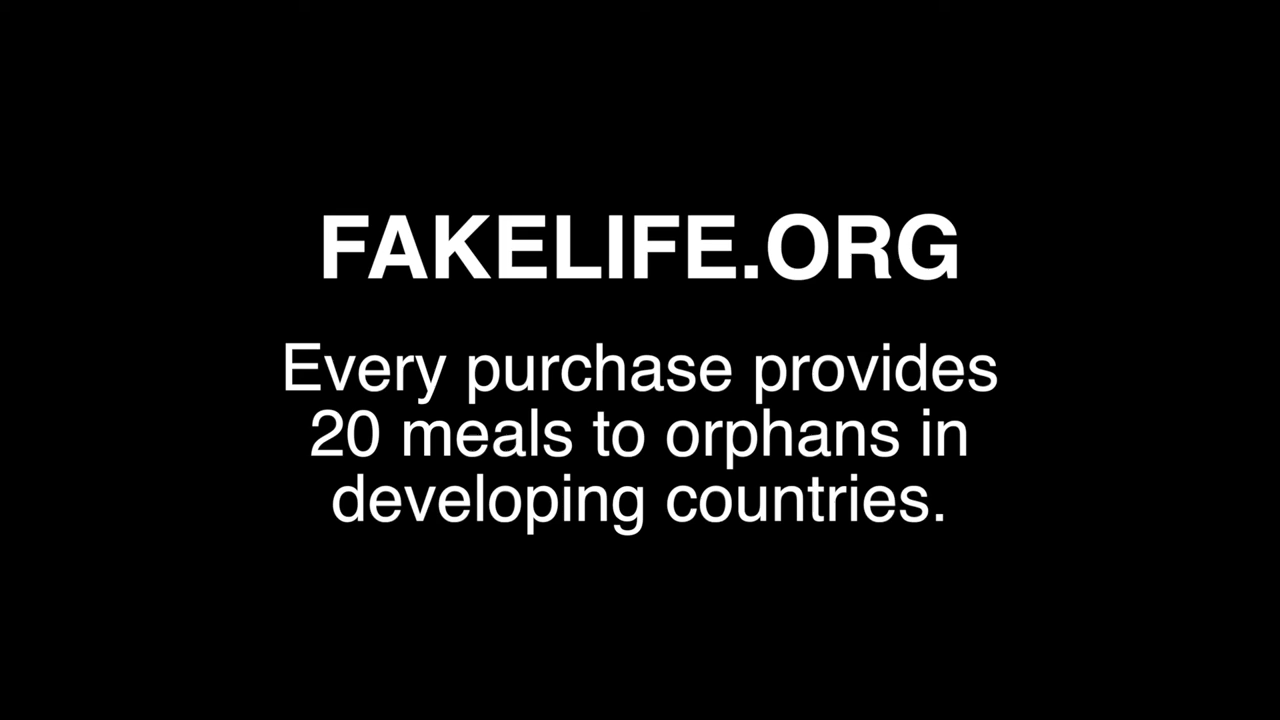 FAKELIFE.ORG
Every purchase provides
20 meals to orphans in
developing countries.